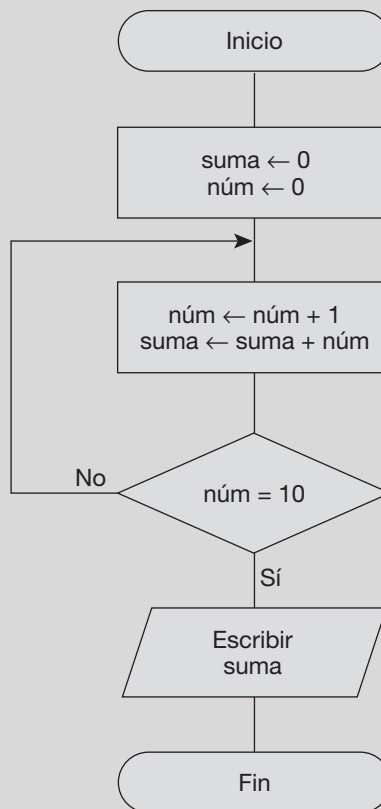 Inicio
suma ← 0
núm ← 0
núm ← núm + 1
suma ← suma + núm
No
núm = 10
Sí
Escribir
suma
Fin